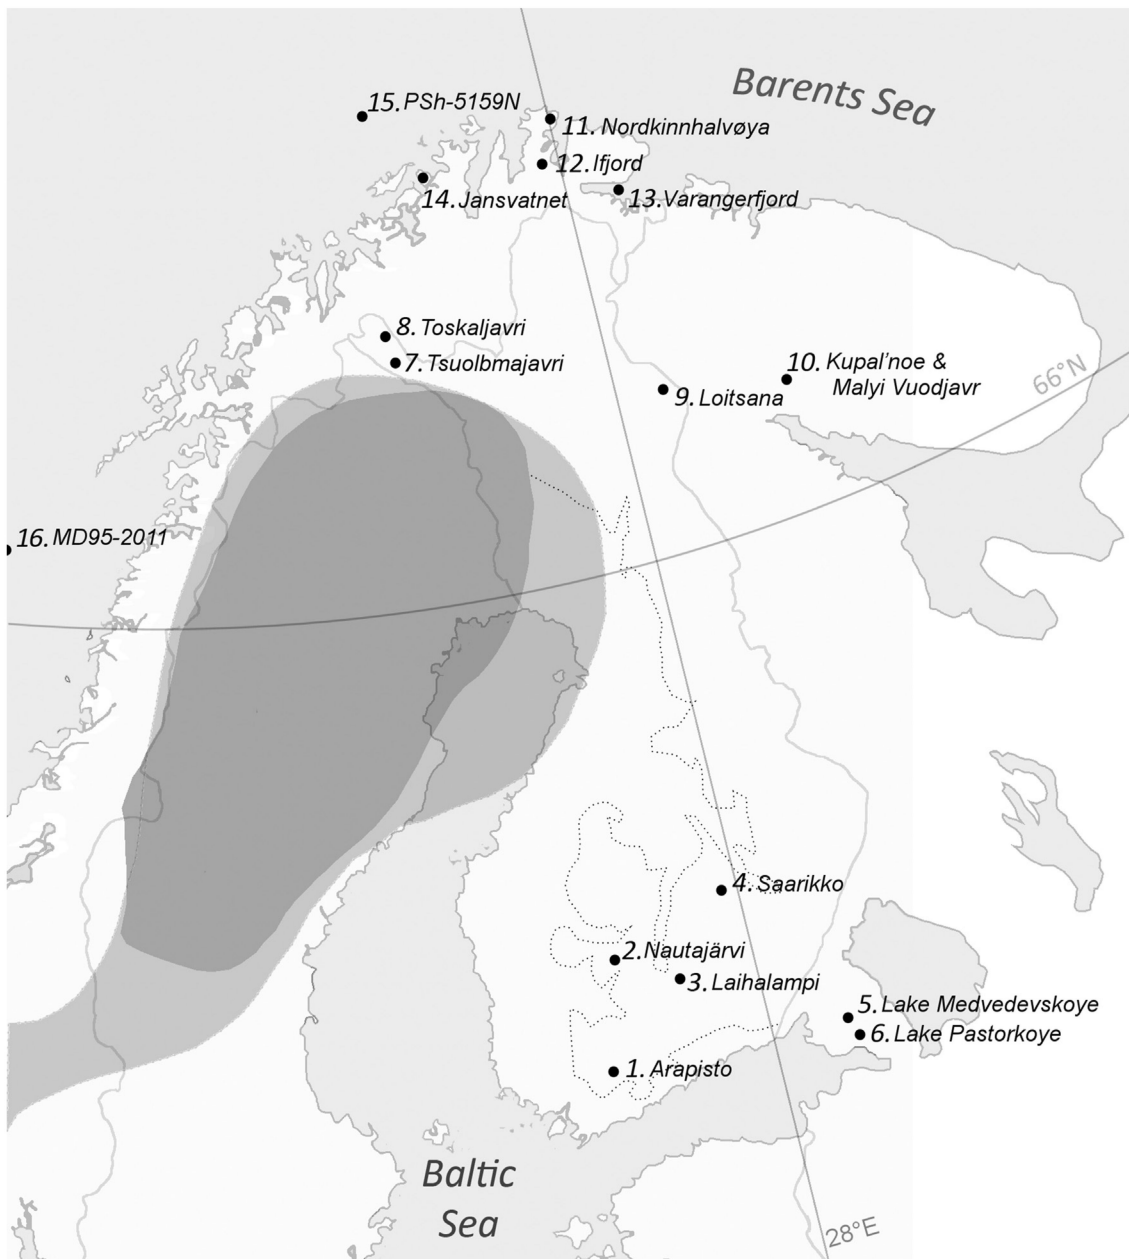 Barents Sea
15. PSh-5159N
11. Nordkinnhalvøya
12. Ifjord
14. Jansvatnet
13. Varangerfjord
8. Toskaljavri
7. Tsuolbmajavri
10. Kupal'noe &
Malyi Vuodjavr
9. Loitsana
66°N
16. MD95-2011
4. Saarikko
2. Nautajärvi
3. Laihalampi
5. Lake Medvedevskoye
6. Lake Pastorkoye
1. Arapisto
Baltic
Sea
28°E